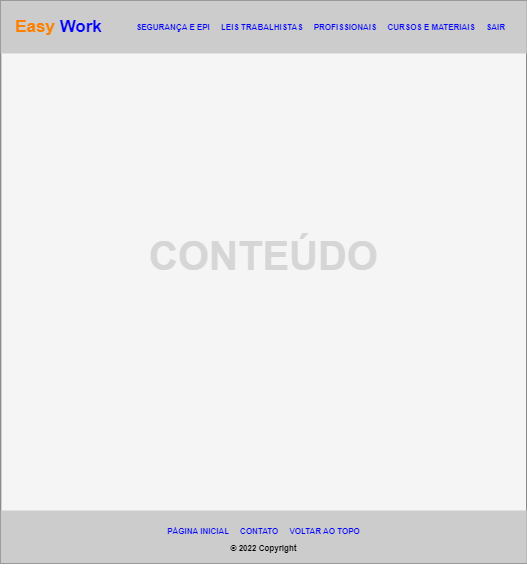 Easy Work SEGURANÇA E EPI LEIS TRABALHISTAS PROFISSIONAIS CURSOS E MATERIAIS SAIR
CONTEÚDO
PÁGINA INICIAL CONTATO VOLTAR AO TOPO
© 2022 Copyright